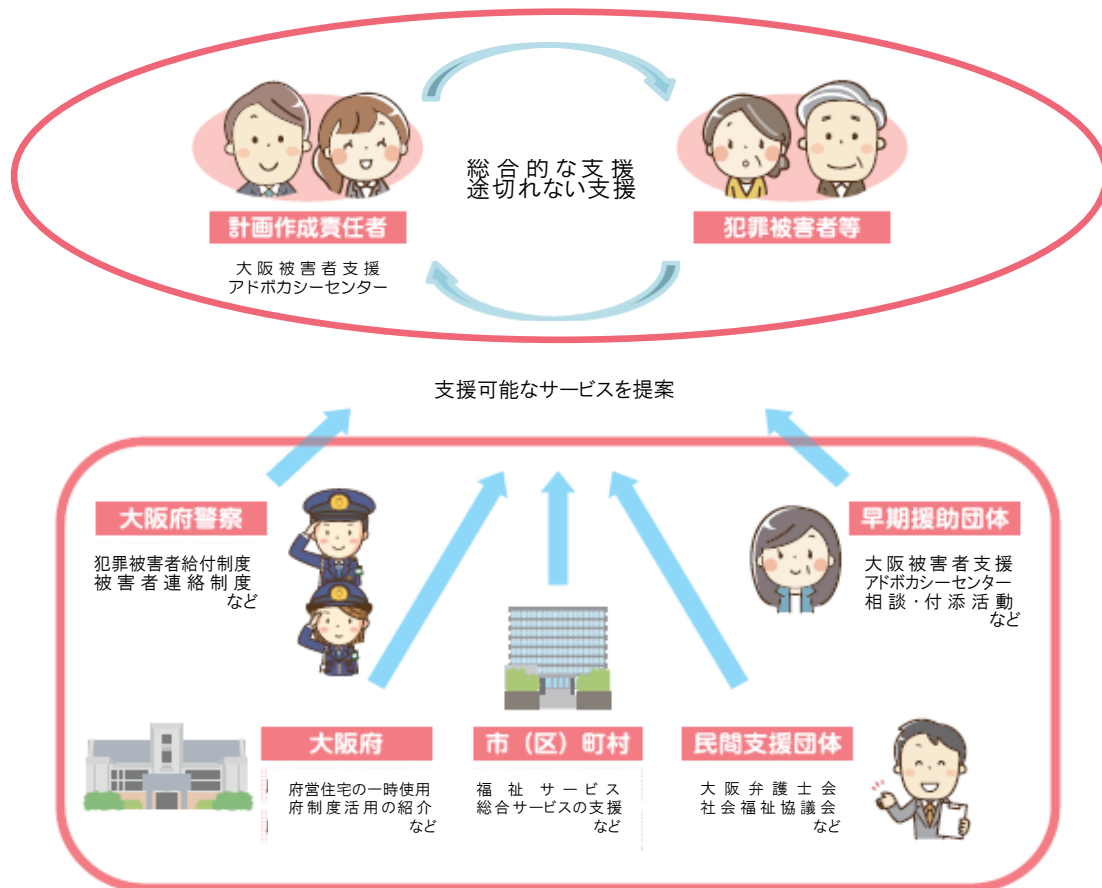 総合的な支援
途切れない支援
計画作成責任者
犯罪被害者等
大阪被害者支援
アドボカシーセンター
支援可能なサービスを提案
大阪府警察
犯罪被害者給付制度
被害者連絡制度
など
早期援助団体
大阪被害者支援
アドボカシーセンター
相談・付添活動
など
大阪府
府営住宅の一時使用
府制度活用の紹介
など
市（区）町村
福祉サービス
総合サービスの支援
など
民間支援団体
大阪弁護士会
社会福祉協議会
など